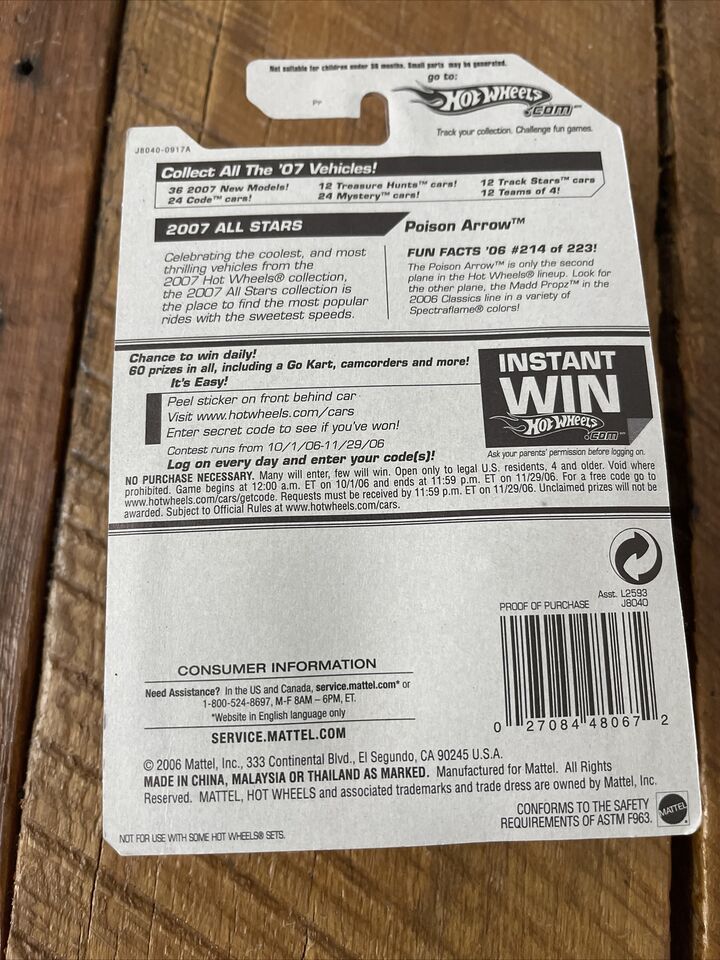 Not suitable for children under 36 months. Small parts may be generated.
go to:
HOT WHEELS
.com™
Track your collection. Challenge fun games.
J8040-0917A
Collect All The '07 Vehicles!
36 2007 New Models!
24 Code™ cars!
12 Treasure Hunts™ cars!
24 Mystery™ cars!
12 Track Stars™ cars
12 Teams of 4!
2007 ALL STARS
Celebrating the coolest, and most
thrilling vehicles from the
2007 Hot Wheels® collection,
the 2007 All Stars collection is
the place to find the most popular
rides with the sweetest speeds.
Poison Arrow™
FUN FACTS '06 #214 of 223!
The Poison Arrow™ is only the second
plane in the Hot Wheels® lineup. Look for
the other plane, the Madd Propz™ in the
2006 Classics line in a variety of
Spectraflame® colors!
Chance to win daily!
60 prizes in all, including a Go Kart, camcorders and more!
It's Easy!
Peel sticker on front behind car
Visit www.hotwheels.com/cars
Enter secret code to see if you've won!
Contest runs from 10/1/06-11/29/06
Log on every day and enter your code(s)!
INSTANT
WIN
HOT WHEELS
.com™
Ask your parents' permission before logging on.
NO PURCHASE NECESSARY. Many will enter, few will win. Open only to legal U.S. residents, 4 and older. Void where
prohibited. Game begins at 12:00 a.m. ET on 10/1/06 and ends at 11:59 p.m. ET on 11/29/06. For a free code go to
www.hotwheels.com/cars/getcode. Requests must be received by 11:59 p.m. ET on 11/29/06. Unclaimed prizes will not be
awarded. Subject to Official Rules at www.hotwheels.com/cars.
Asst. L2593
PROOF OF PURCHASE J8040
0 27084 48067 2
CONSUMER INFORMATION
Need Assistance? In the US and Canada, service.mattel.com* or
1-800-524-8697, M-F 8AM – 6PM, ET.
*Website in English language only
SERVICE.MATTEL.COM
© 2006 Mattel, Inc., 333 Continental Blvd., El Segundo, CA 90245 U.S.A.
MADE IN CHINA, MALAYSIA OR THAILAND AS MARKED. Manufactured for Mattel. All Rights
Reserved. MATTEL, HOT WHEELS and associated trademarks and trade dress are owned by Mattel, Inc.
CONFORMS TO THE SAFETY
REQUIREMENTS OF ASTM F963.
MATTEL
NOT FOR USE WITH SOME HOT WHEELS® SETS.